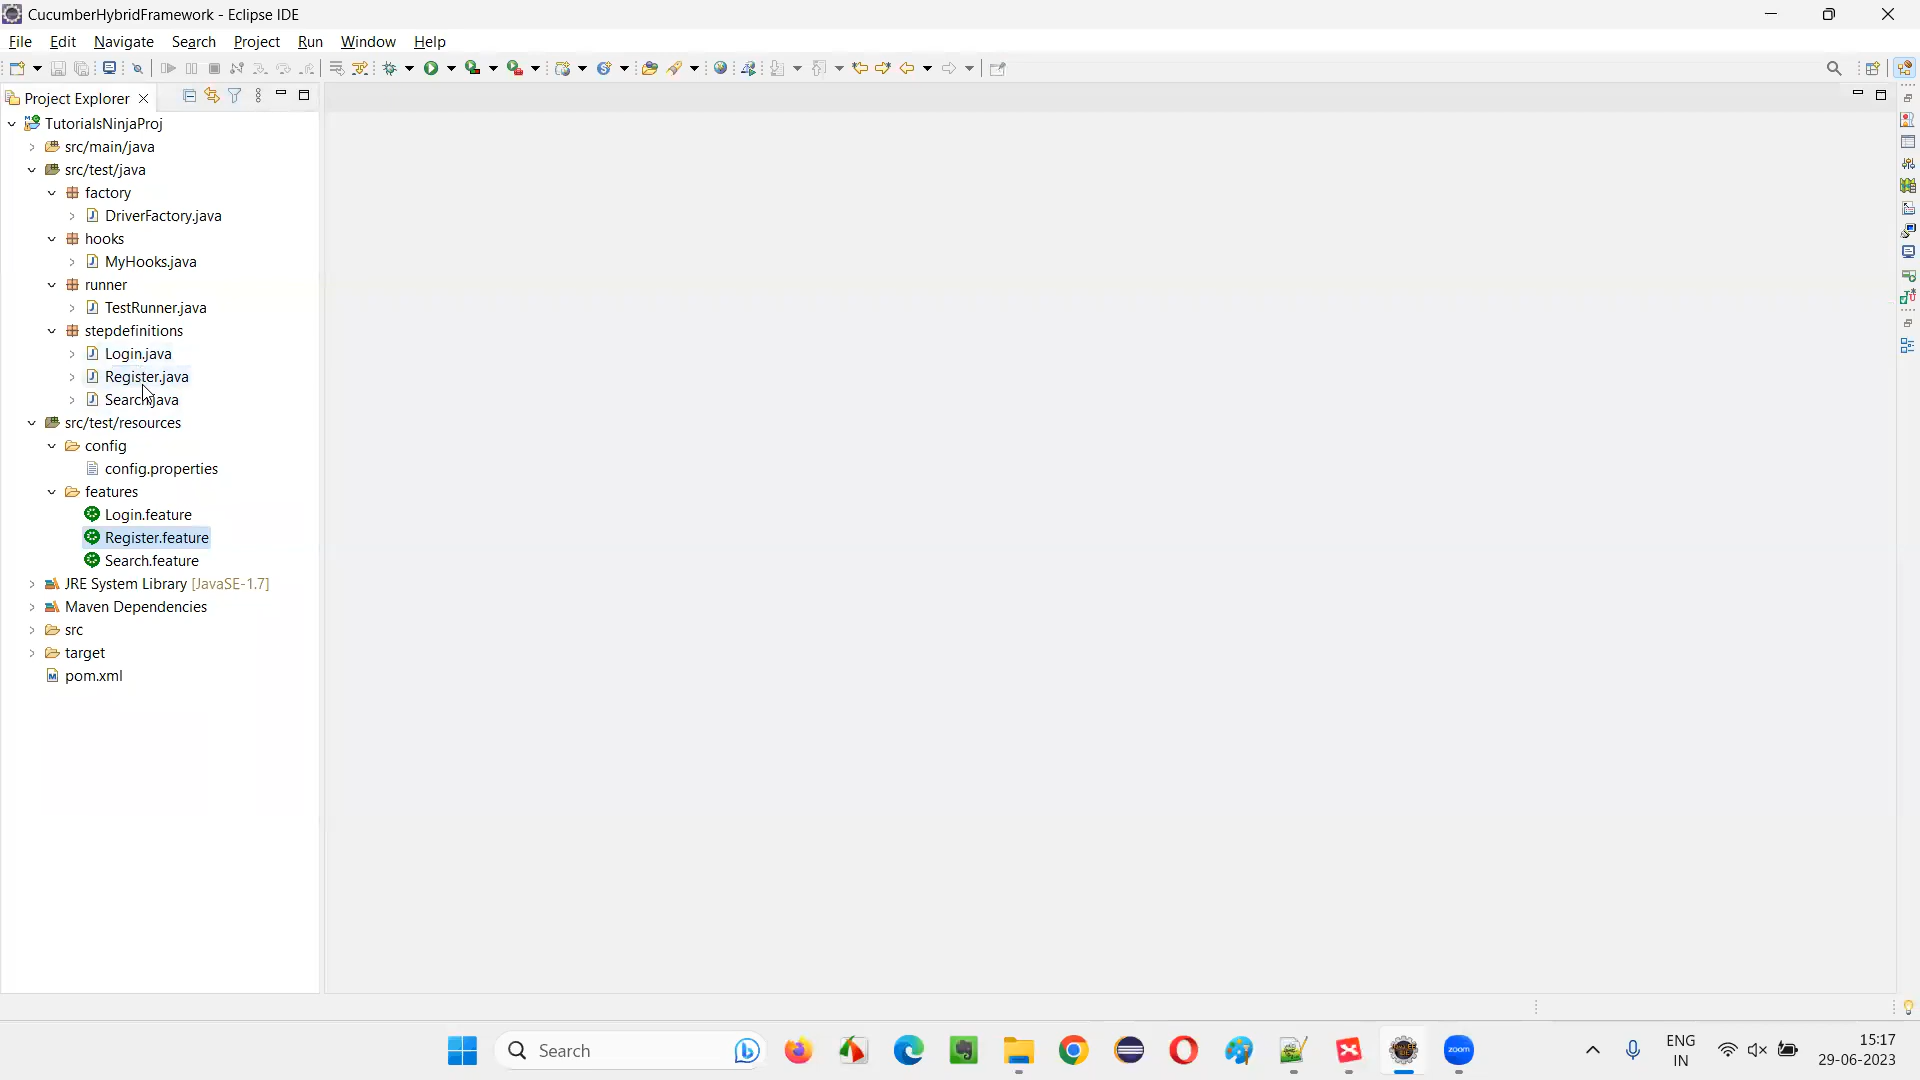 CucumberHybridFramework - Eclipse IDE
File Edit Navigate Search Project Run Window Help
Project Explorer
TutorialsNinjaProj
src/main/java
src/test/java
factory
DriverFactory.java
hooks
MyHooks.java
runner
TestRunner.java
stepdefinitions
Login.java
Register.java
Search.java
src/test/resources
config
config.properties
features
Login.feature
Register.feature
Search.feature
JRE System Library [JavaSE-1.7]
Maven Dependencies
src
target
pom.xml
Search
zoom
ENG
IN
15:17
29-06-2023